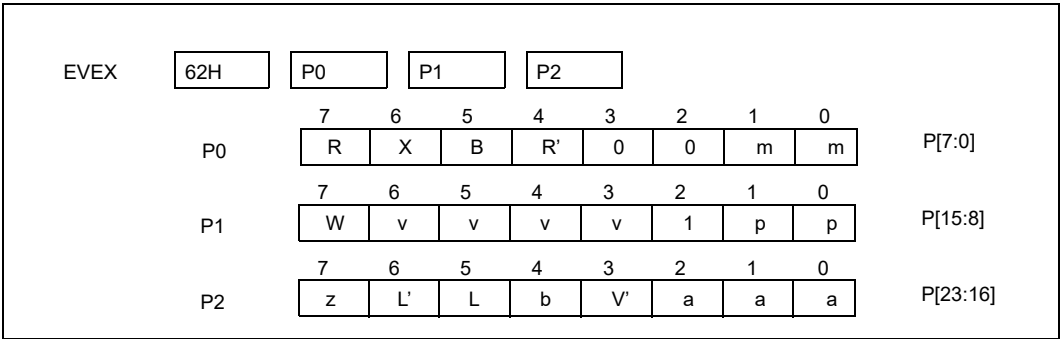 EVEX 62H P0 P1 P2
7 6 5 4 3 2 1 0
P0 R X B R’ 0 0 m m P[7:0]
7 6 5 4 3 2 1 0
P1 W v v v v 1 p p P[15:8]
7 6 5 4 3 2 1 0
P2 z L’ L b V’ a a a P[23:16]